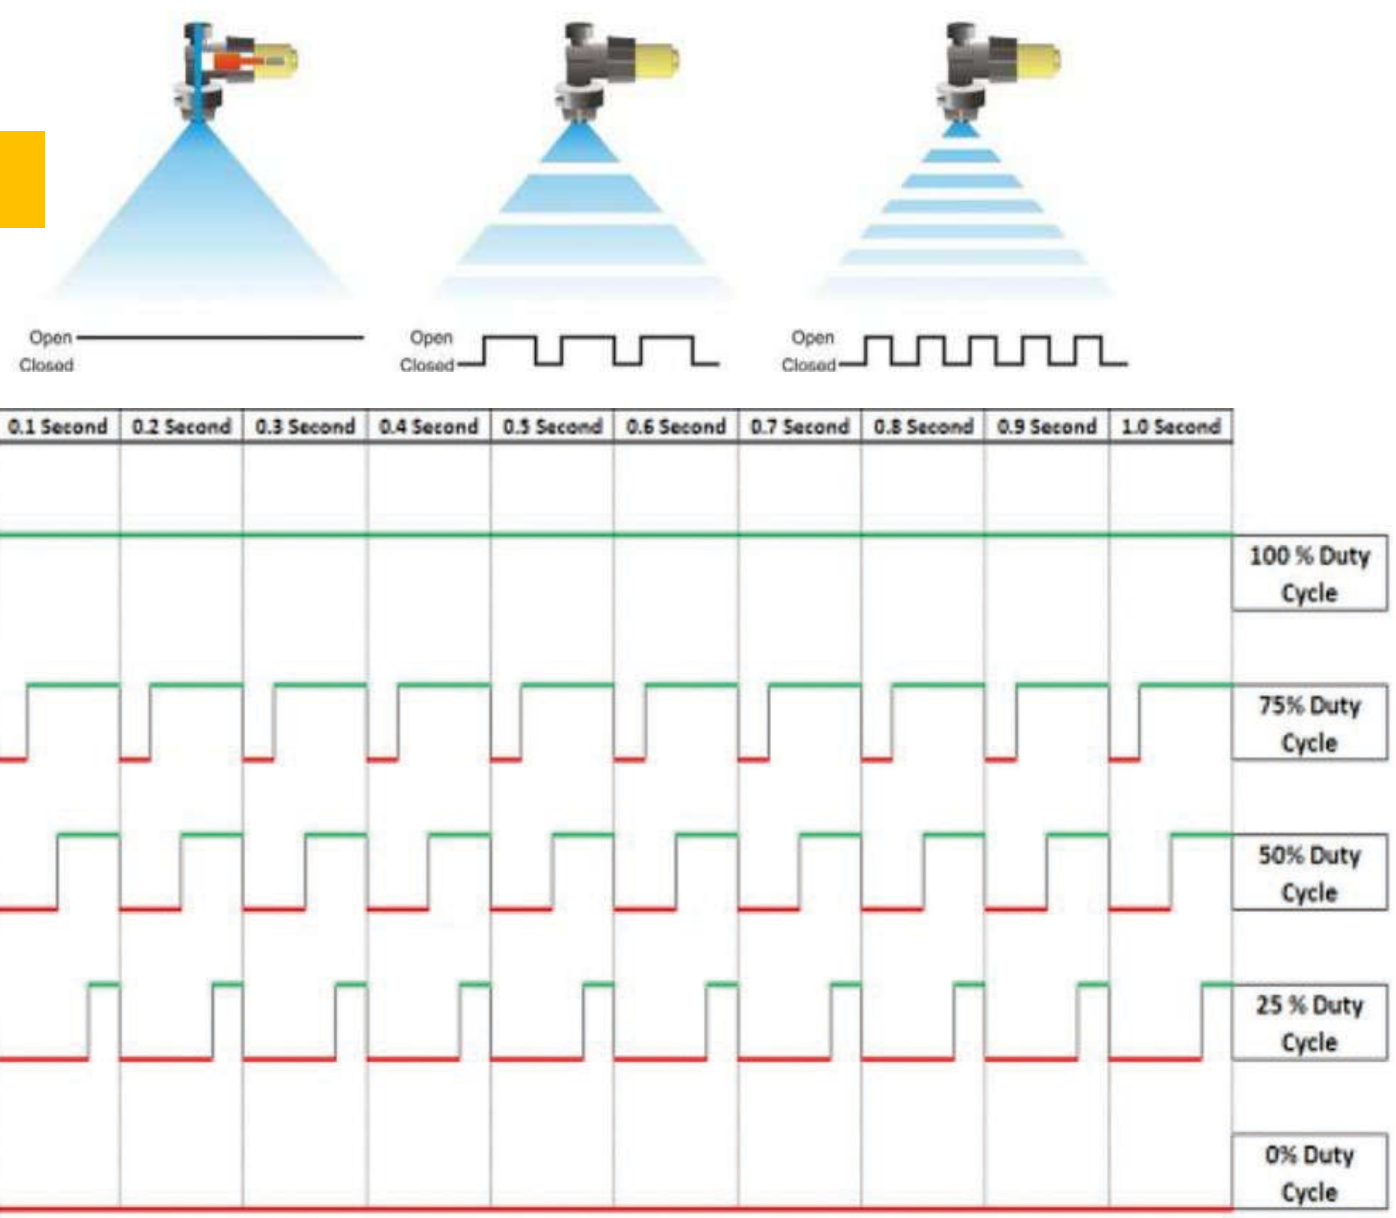 Open
Closed
Open
Closed
Open
Closed
0.1 Second 0.2 Second 0.3 Second 0.4 Second 0.5 Second 0.6 Second 0.7 Second 0.8 Second 0.9 Second 1.0 Second
100 % Duty
Cycle
75% Duty
Cycle
50% Duty
Cycle
25 % Duty
Cycle
0% Duty
Cycle